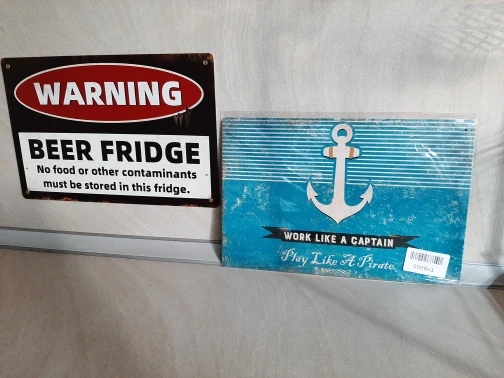 WARNING
BEER FRIDGE
No food or other contaminants
must be stored in this fridge.
WORK LIKE A CAPTAIN
Play Like A Pirate